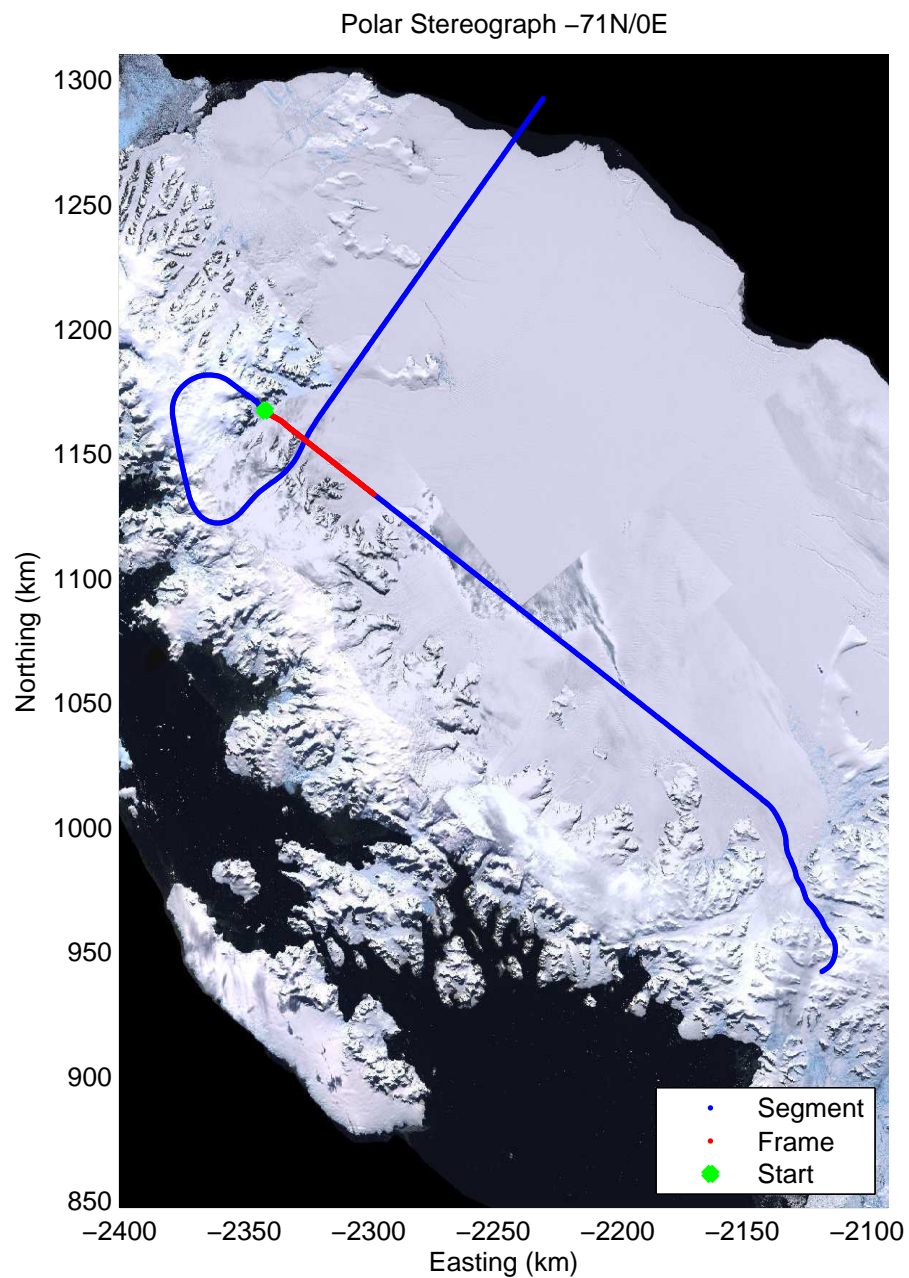 Polar Stereograph −71N/0E
1300
1250
1200
1150
1100
1050
1000
950
900
850
Northing (km)
−2400 −2350 −2300 −2250 −2200 −2150 −2100
Easting (km)
Segment
Frame
Start